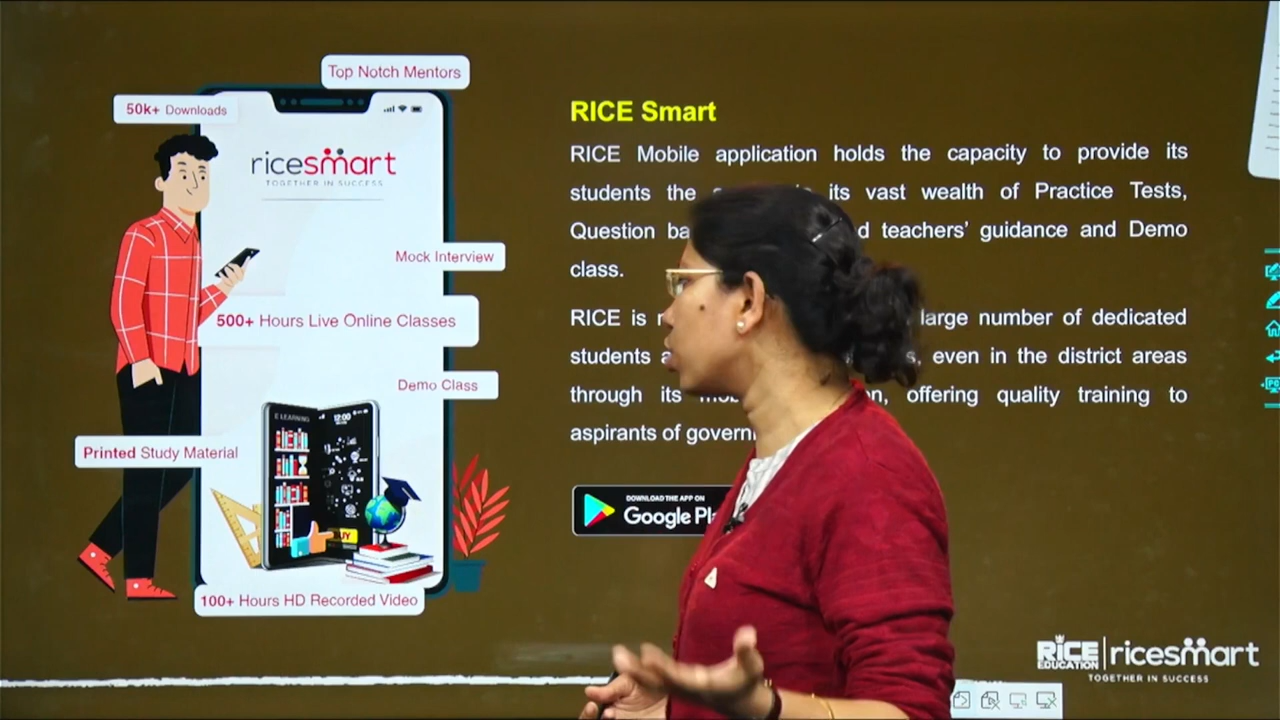 Top Notch Mentors
50k+ Downloads
ricesmart
TOGETHER IN SUCCESS
Mock Interview
500+ Hours Live Online Classes
Demo Class
E LEARNING
12:00
Printed Study Material
BUY
100+ Hours HD Recorded Video
RICE Smart
RICE Mobile application holds the capacity to provide its
students the its vast wealth of Practice Tests,
Question teachers' guidance and Demo
class.
RICE is large number of dedicated
students even in the district areas
through its offering quality training to
aspirants of
DOWNLOAD THE APP ON
Google
RICE
EDUCATION
ricesmart
TOGETHER IN SUCCESS